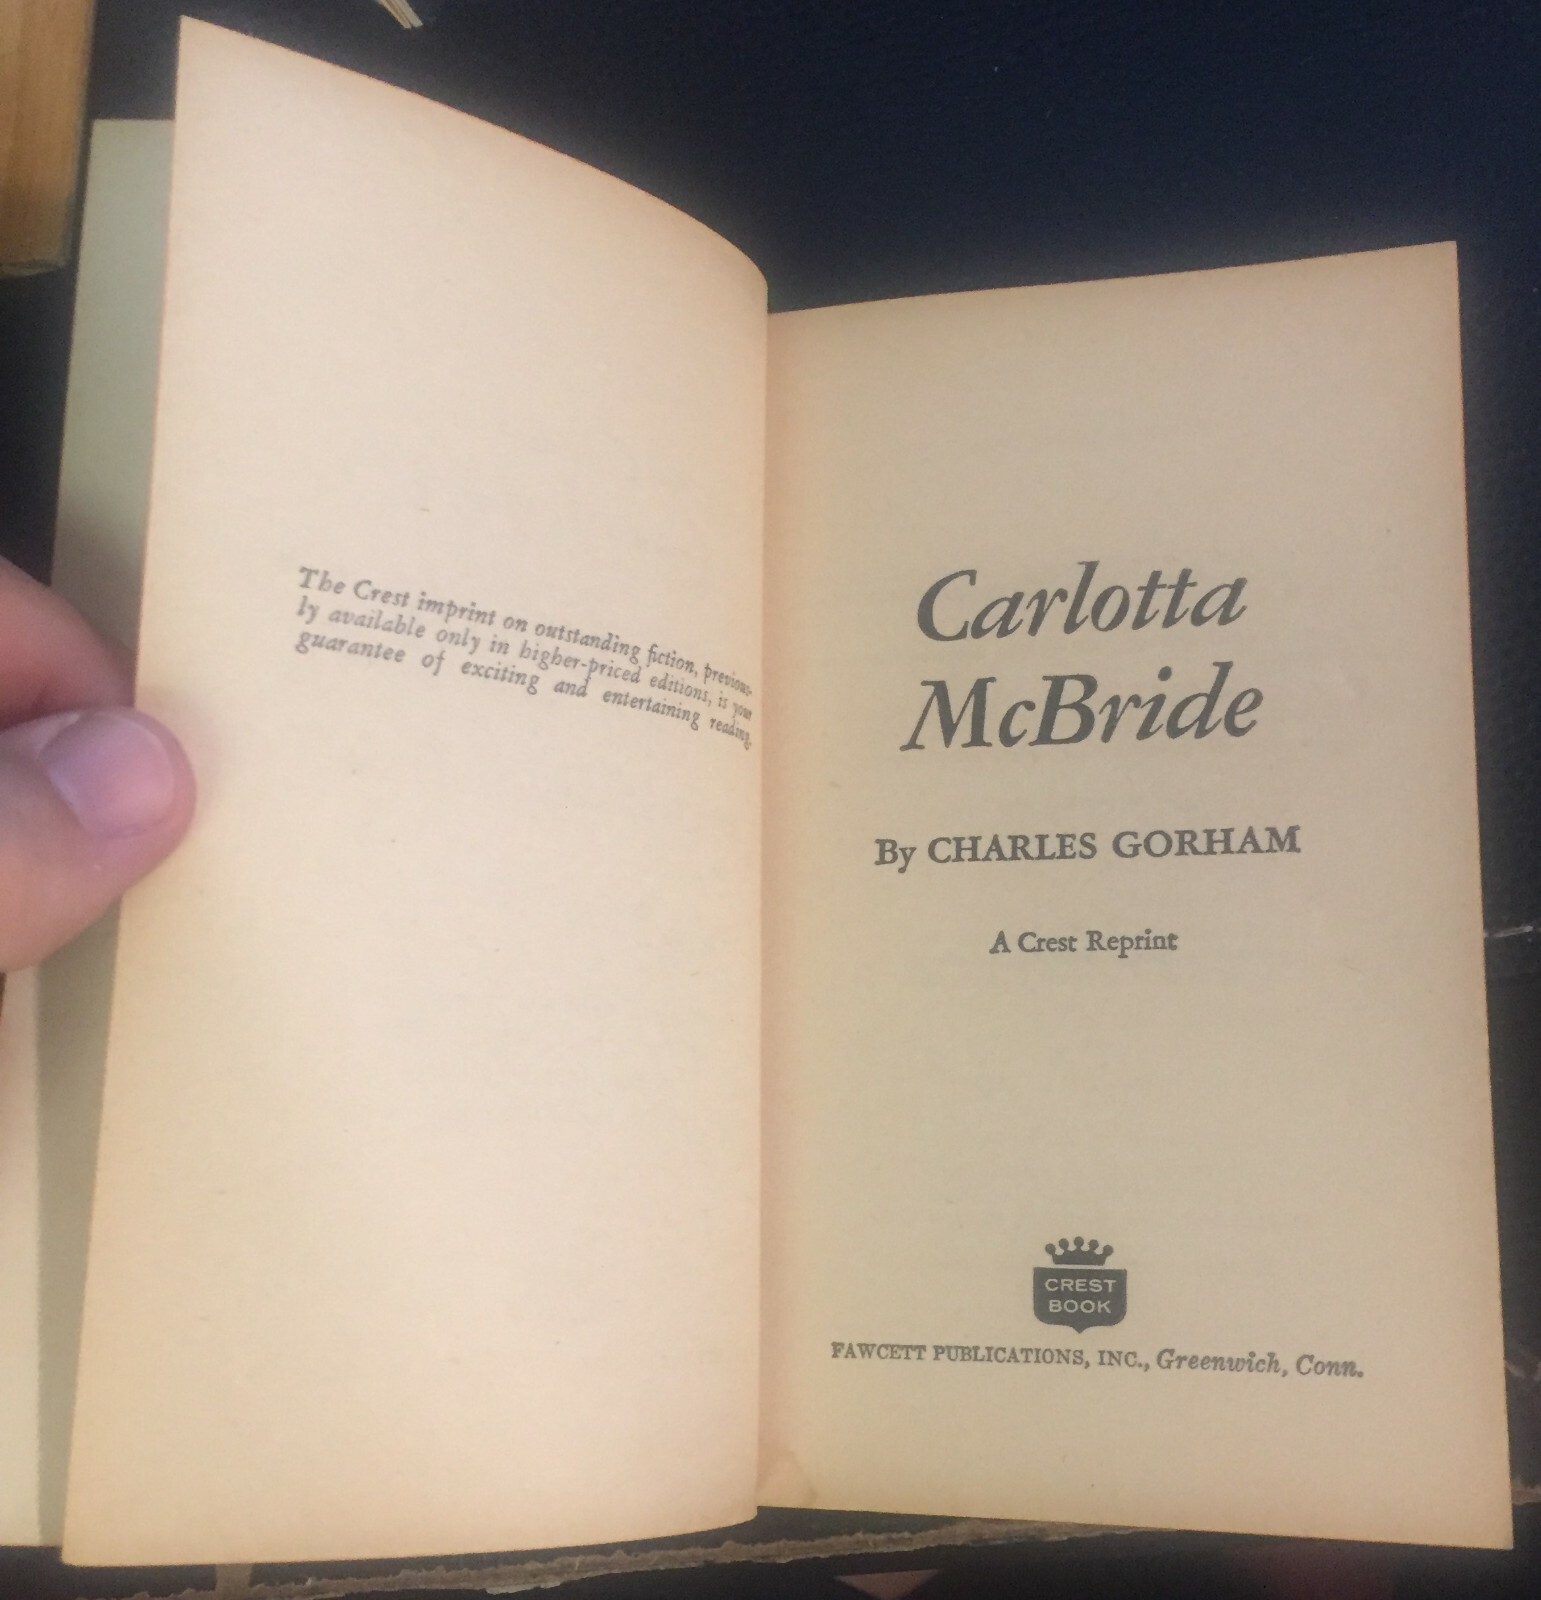 The Crest imprint on outstanding fiction, previous-
ly available only in higher-priced editions, is your
guarantee of exciting and entertaining reading.
Carlotta
McBride
By CHARLES GORHAM
A Crest Reprint
CREST
BOOK
FAWCETT PUBLICATIONS, INC., Greenwich, Conn.